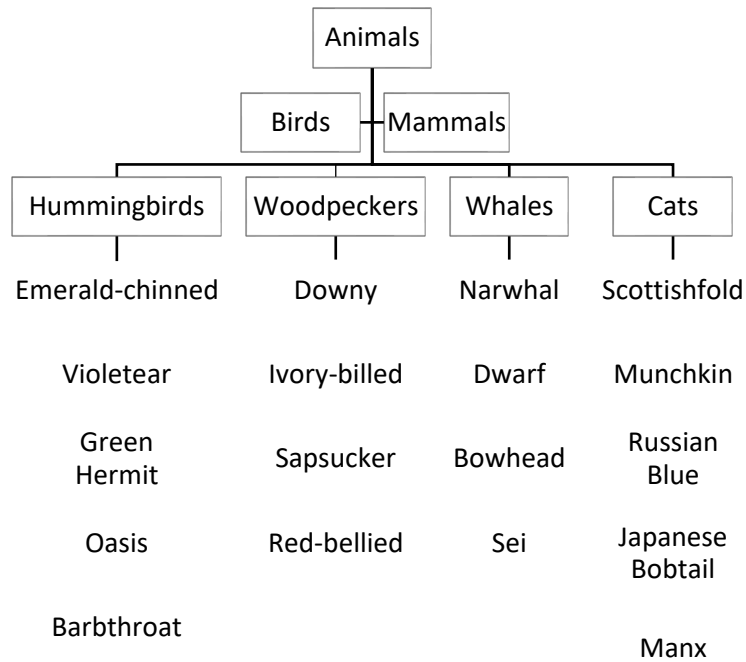 Animals
Birds
Mammals
Hummingbirds
Woodpeckers
Whales
Cats
Emerald-chinned
Downy
Narwhal
Scottishfold
Violetear
Ivory-billed
Dwarf
Munchkin
Green
Hermit
Sapsucker
Bowhead
Russian
Blue
Oasis
Red-bellied
Sei
Japanese
Bobtail
Barbthroat
Manx